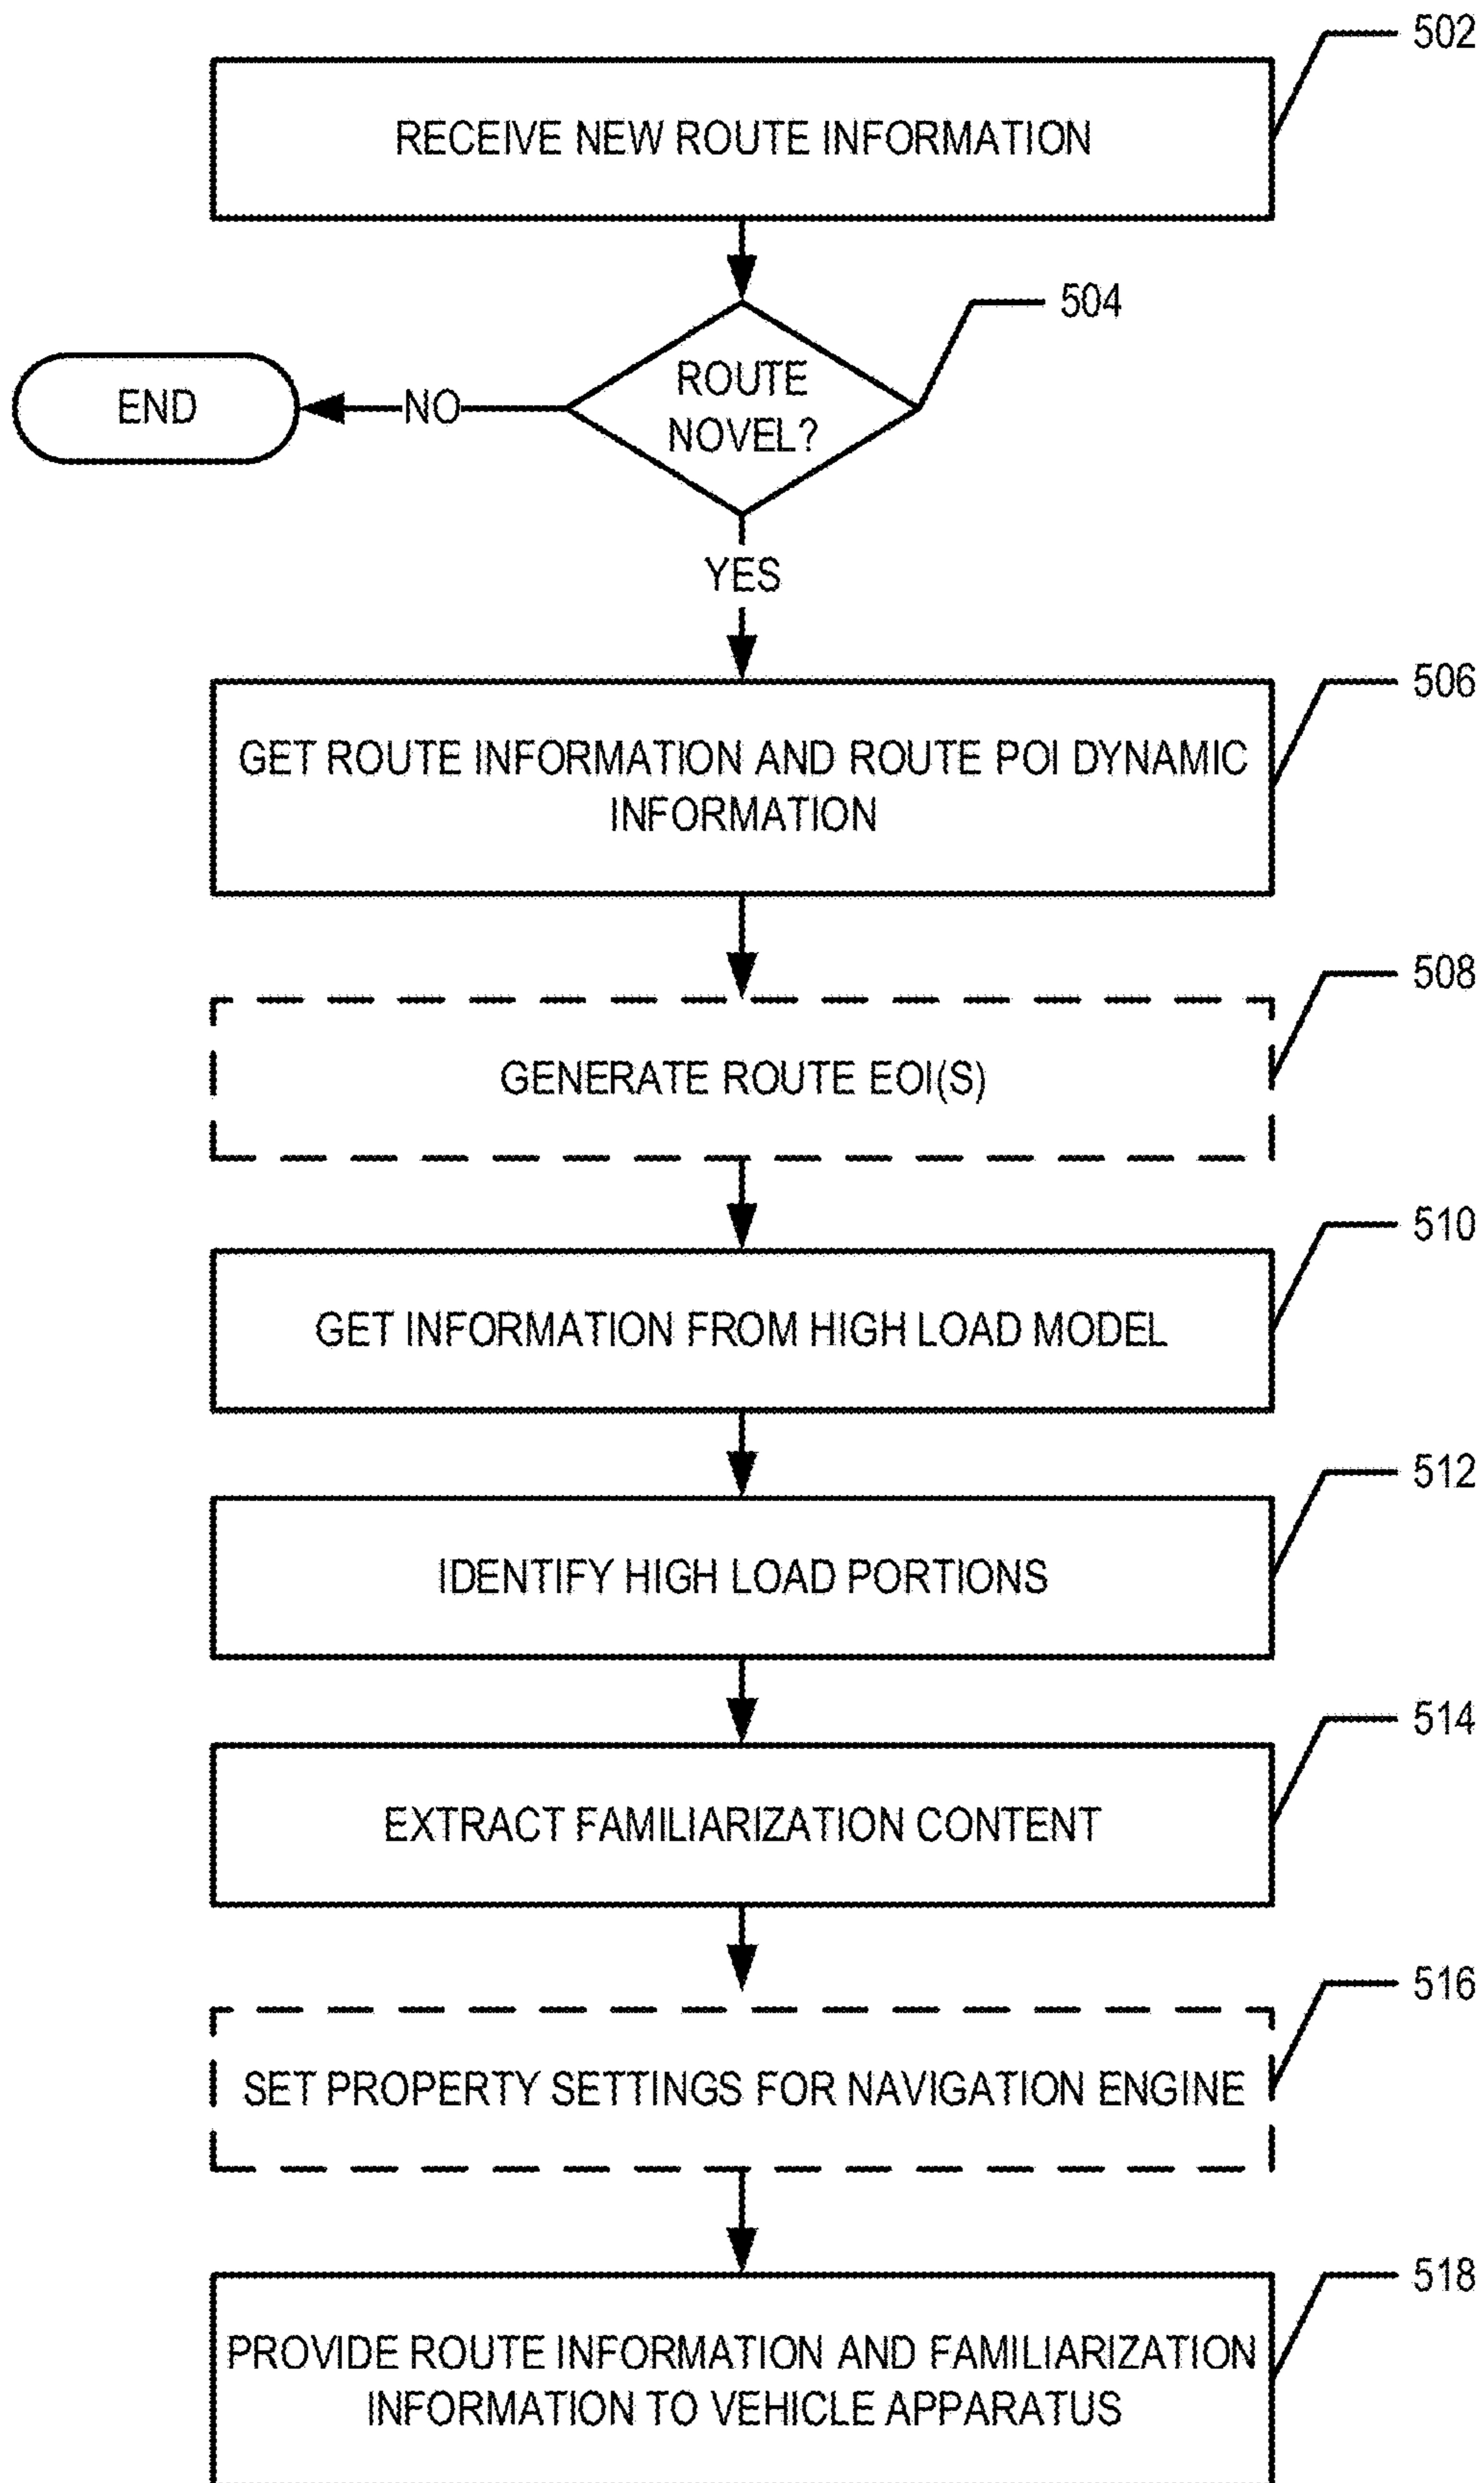 502
RECEIVE NEW ROUTE INFORMATION
504
ROUTE
NOVEL?
END
NO
YES
506
GET ROUTE INFORMATION AND ROUTE POI DYNAMIC
INFORMATION
508
GENERATE ROUTE EOI(S)
510
GET INFORMATION FROM HIGH LOAD MODEL
512
IDENTIFY HIGH LOAD PORTIONS
514
EXTRACT FAMILIARIZATION CONTENT
516
SET PROPERTY SETTINGS FOR NAVIGATION ENGINE
518
PROVIDE ROUTE INFORMATION AND FAMILIARIZATION
INFORMATION TO VEHICLE APPARATUS